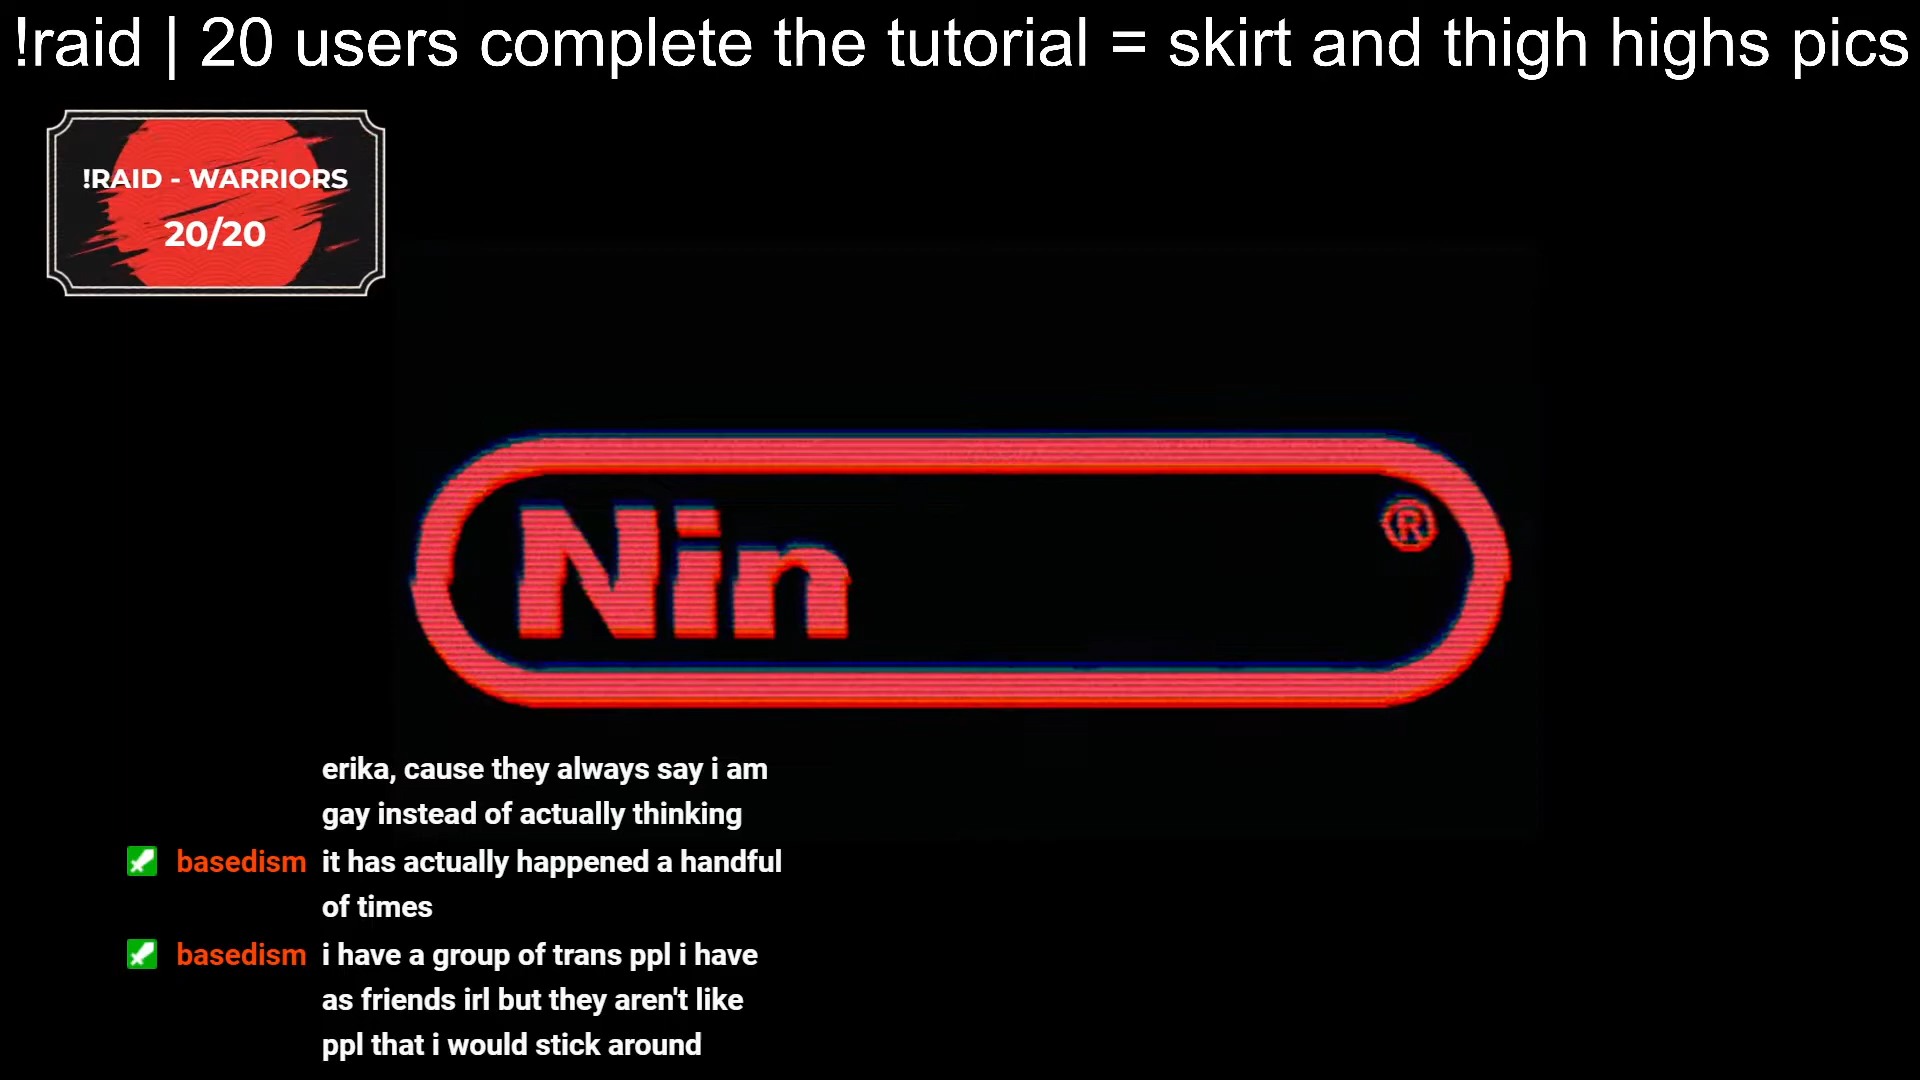 !raid | 20 users complete the tutorial = skirt and thigh highs pics
!RAID - WARRIORS
20/20
Nin ®
erika, cause they always say i am
gay instead of actually thinking
basedism it has actually happened a handful
of times
basedism i have a group of trans ppl i have
as friends irl but they aren't like
ppl that i would stick around